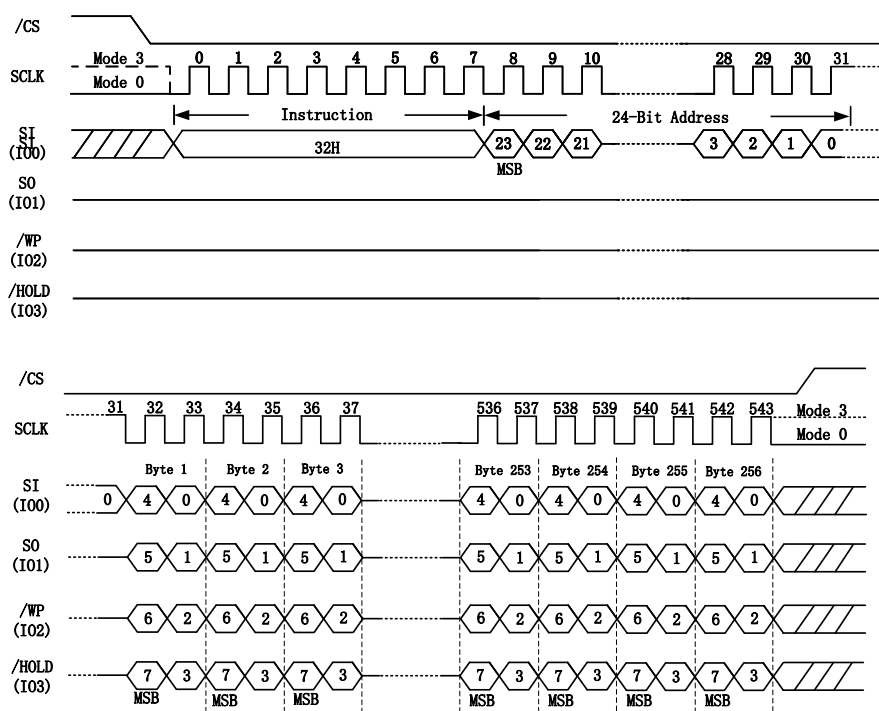 /CS
Mode 3 0 1 2 3 4 5 6 7 8 9 10 28 29 30 31
SCLK
Mode 0
Instruction 24-Bit Address
SI
(IO0)
32H 23 22 21 3 2 1 0
MSB
SO
(IO1)
/WP
(IO2)
/HOLD
(IO3)
/CS
31 32 33 34 35 36 37 536 537 538 539 540 541 542 543 Mode 3
SCLK
Mode 0
Byte 1 Byte 2 Byte 3 Byte 253 Byte 254 Byte 255 Byte 256
SI
(IO0)
0 4 0 4 0 4 0 4 0 4 0 4 0 4 0
SO
(IO1)
5 1 5 1 5 1 5 1 5 1 5 1 5 1
/WP
(IO2)
6 2 6 2 6 2 6 2 6 2 6 2 6 2
/HOLD
(IO3)
7 3 7 3 7 3 7 3 7 3 7 3 7 3
MSB MSB MSB MSB MSB MSB MSB